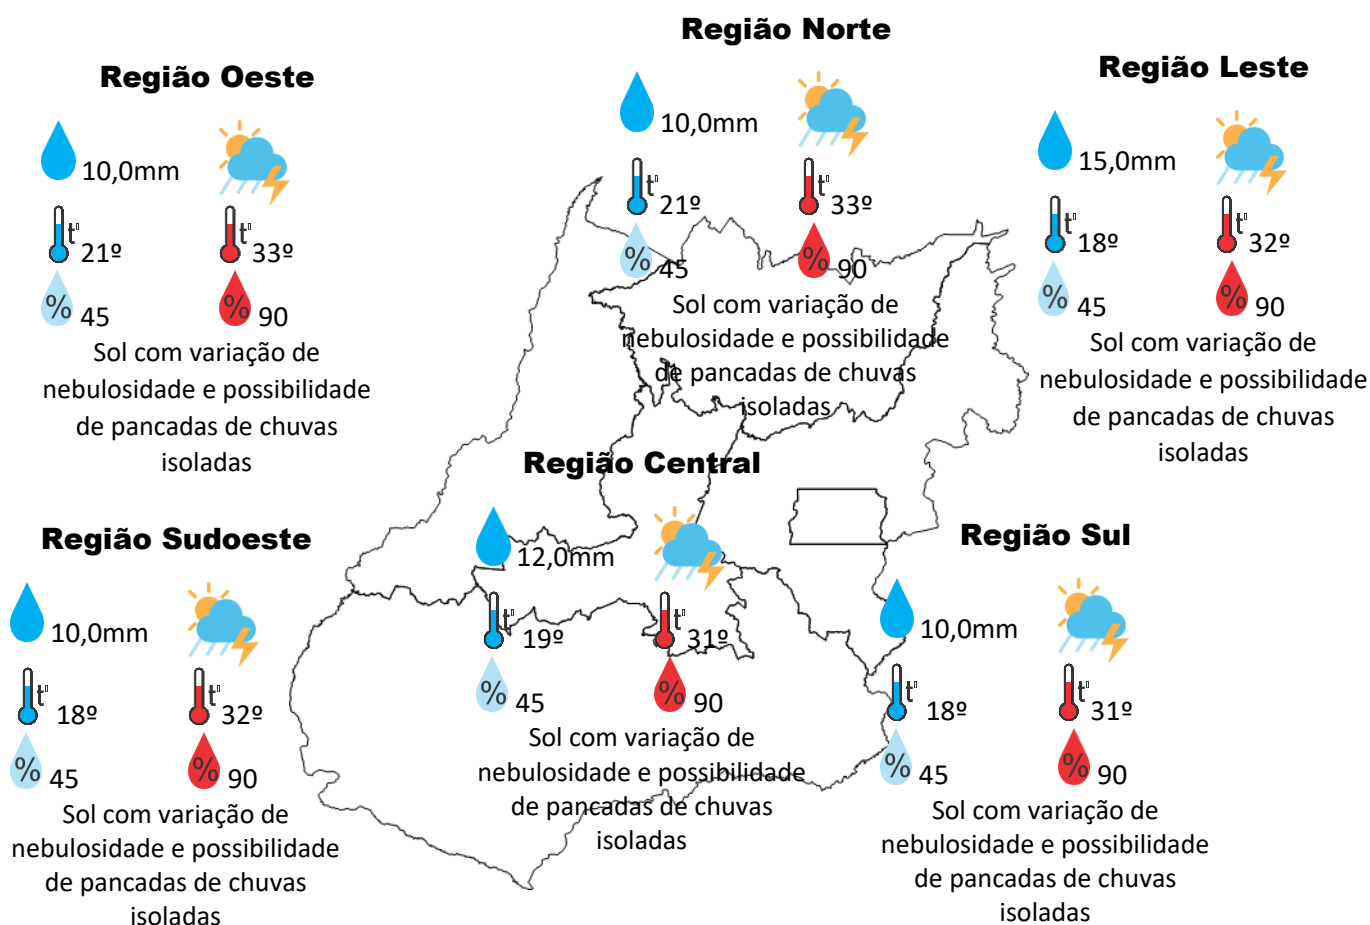 Região Norte
10,0mm
t°
21º
t°
33º
%
45
%
90
Sol com variação de
nebulosidade e possibilidade
de pancadas de chuvas
isoladas
Região Oeste
10,0mm
t°
21º
t°
33º
%
45
%
90
Sol com variação de
nebulosidade e possibilidade
de pancadas de chuvas
isoladas
Região Leste
15,0mm
t°
18º
t°
32º
%
45
%
90
Sol com variação de
nebulosidade e possibilidade
de pancadas de chuvas
isoladas
Região Central
12,0mm
t°
19º
t°
31º
%
45
%
90
Sol com variação de
nebulosidade e possibilidade
de pancadas de chuvas
isoladas
Região Sudoeste
10,0mm
t°
18º
t°
32º
%
45
%
90
Sol com variação de
nebulosidade e possibilidade
de pancadas de chuvas
isoladas
Região Sul
10,0mm
t°
18º
t°
31º
%
45
%
90
Sol com variação de
nebulosidade e possibilidade
de pancadas de chuvas
isoladas